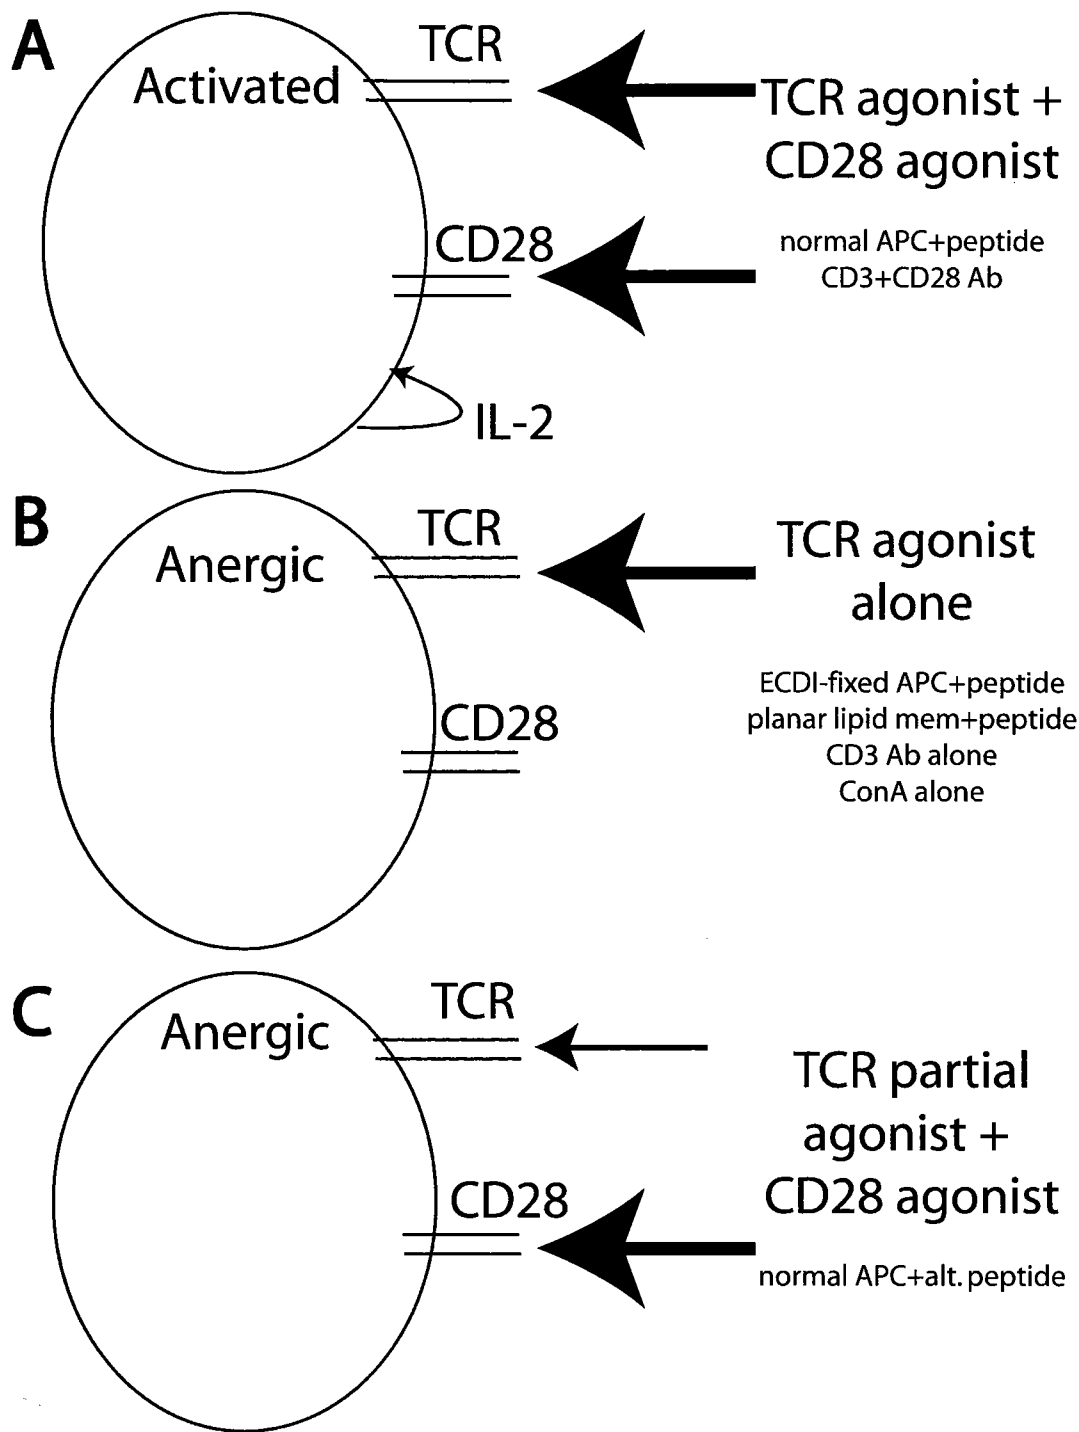 A
Activated
TCR
TCR agonist +
CD28 agonist
normal APC+peptide
CD3+CD28 Ab
CD28
IL-2
B
Anergic
TCR
TCR agonist
alone
ECDI-fixed APC+peptide
planar lipid mem+peptide
CD3 Ab alone
ConA alone
CD28
C
Anergic
TCR
TCR partial
agonist +
CD28 agonist
normal APC+alt. peptide
CD28